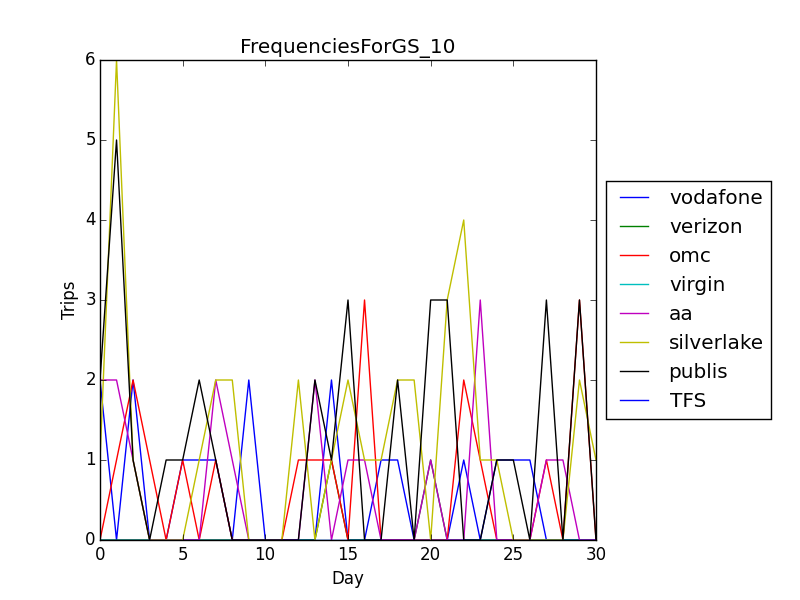 FrequenciesForGS_10
6
5
4
3
2
1
0
Trips
0 5 10 15 20 25 30
Day
vodafone
verizon
omc
virgin
aa
silverlake
publis
TFS